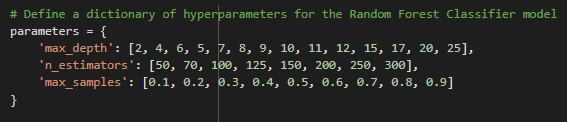 # Define a dictionary of hyperparameters for the Random Forest Classifier model
parameters = {
    'max_depth': [2, 4, 6, 5, 7, 8, 9, 10, 11, 12, 15, 17, 20, 25],
    'n_estimators': [50, 70, 100, 125, 150, 200, 250, 300],
    'max_samples': [0.1, 0.2, 0.3, 0.4, 0.5, 0.6, 0.7, 0.8, 0.9]
}